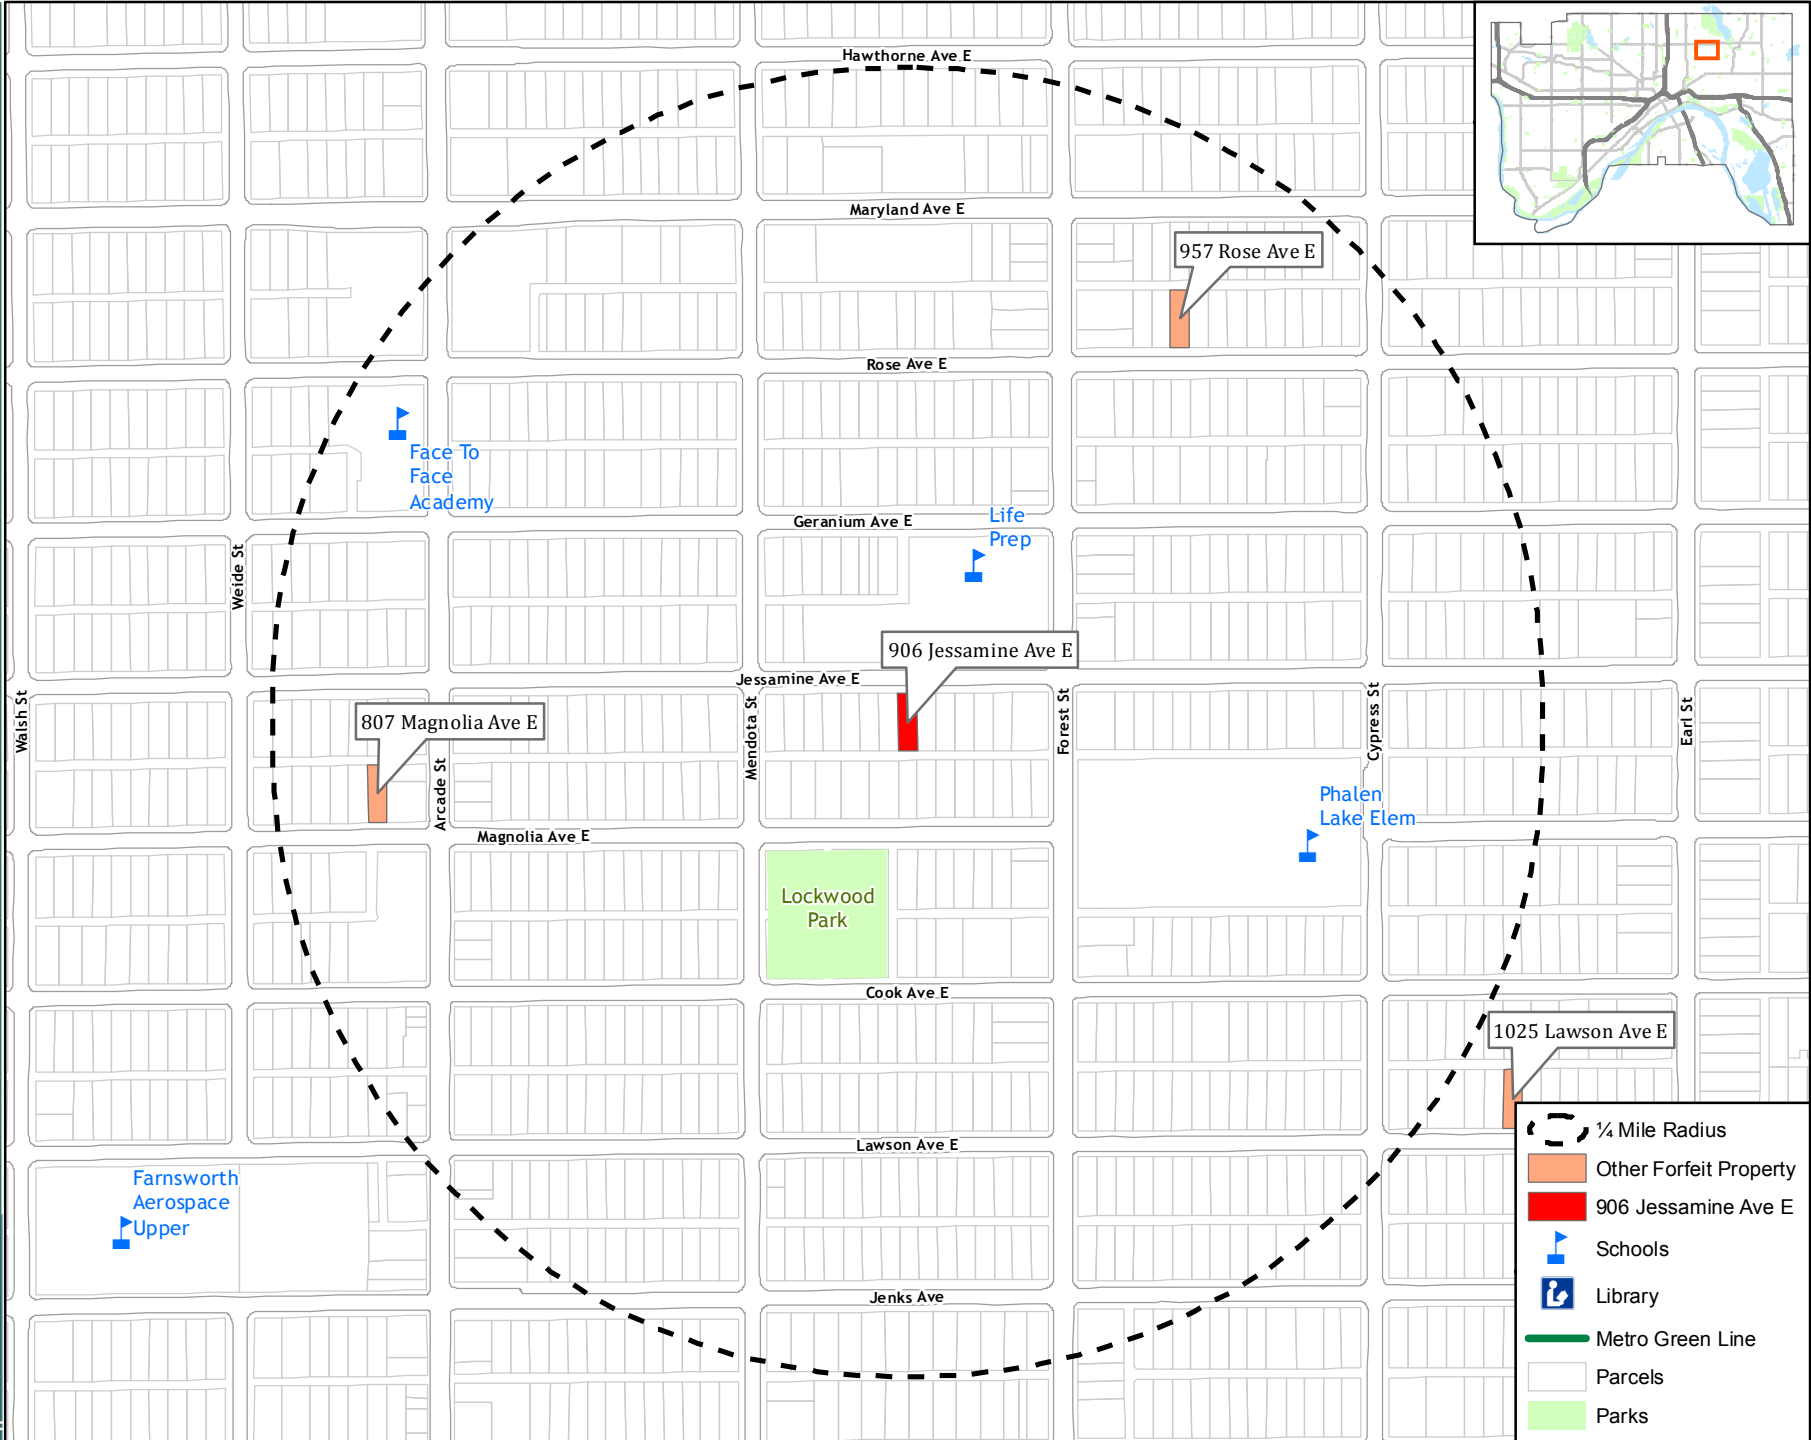 Hawthorne Ave E
Maryland Ave E
957 Rose Ave E
Rose Ave E
Face To
Face
Academy
Geranium Ave E
Life
Prep
Weide St
906 Jessamine Ave E
Jessamine Ave E
Walsh St
807 Magnolia Ave E
Arcade St
Mendota St
Forest St
Cypress St
Earl St
Phalen
Lake Elem
Magnolia Ave E
Lockwood
Park
Cook Ave E
1025 Lawson Ave E
Lawson Ave E
Farnsworth
Aerospace
Upper
Jenks Ave
¼ Mile Radius
Other Forfeit Property
906 Jessamine Ave E
Schools
Library
Metro Green Line
Parcels
Parks